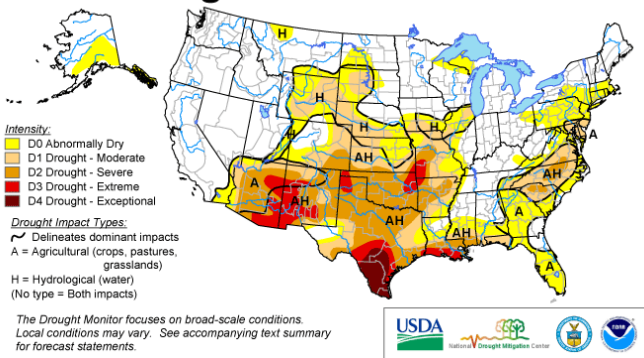 H
H
H
H
H
AH
A
A
AH
AH
AH
AH
A
A
Intensity:
D0 Abnormally Dry
D1 Drought - Moderate
D2 Drought - Severe
D3 Drought - Extreme
D4 Drought - Exceptional
Drought Impact Types:
Delineates dominant impacts
A = Agricultural (crops, pastures,
grasslands)
H = Hydrological (water)
(No type = Both impacts)
The Drought Monitor focuses on broad-scale conditions.
Local conditions may vary. See accompanying text summary
for forecast statements.
USDA
National Drought Mitigation Center